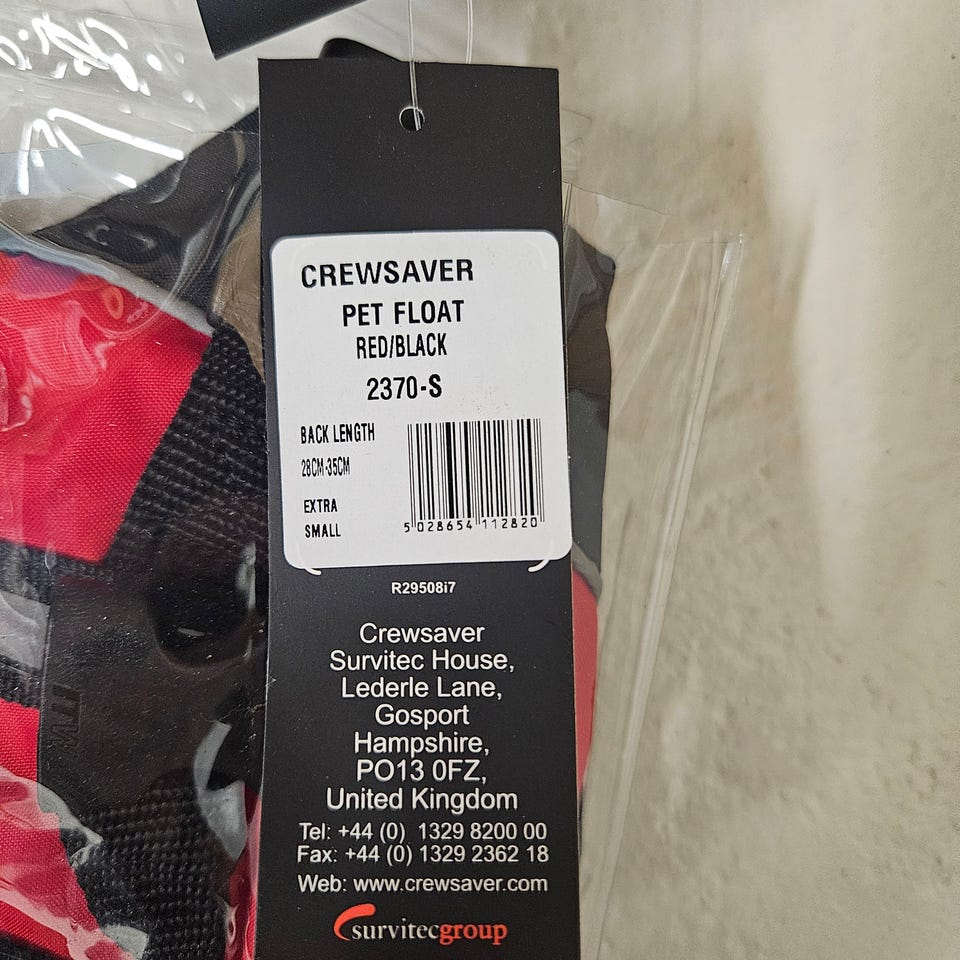 CREWSAVER
PET FLOAT
RED/BLACK
2370-S
BACK LENGTH
28CM-35CM
EXTRA
SMALL
5 028654 112820
R29508i7
Crewsaver
Survitec House,
Lederle Lane,
Gosport
Hampshire,
PO13 0FZ,
United Kingdom
Tel: +44 (0) 1329 8200 00
Fax: +44 (0) 1329 2362 18
Web: www.crewsaver.com
survitecgroup